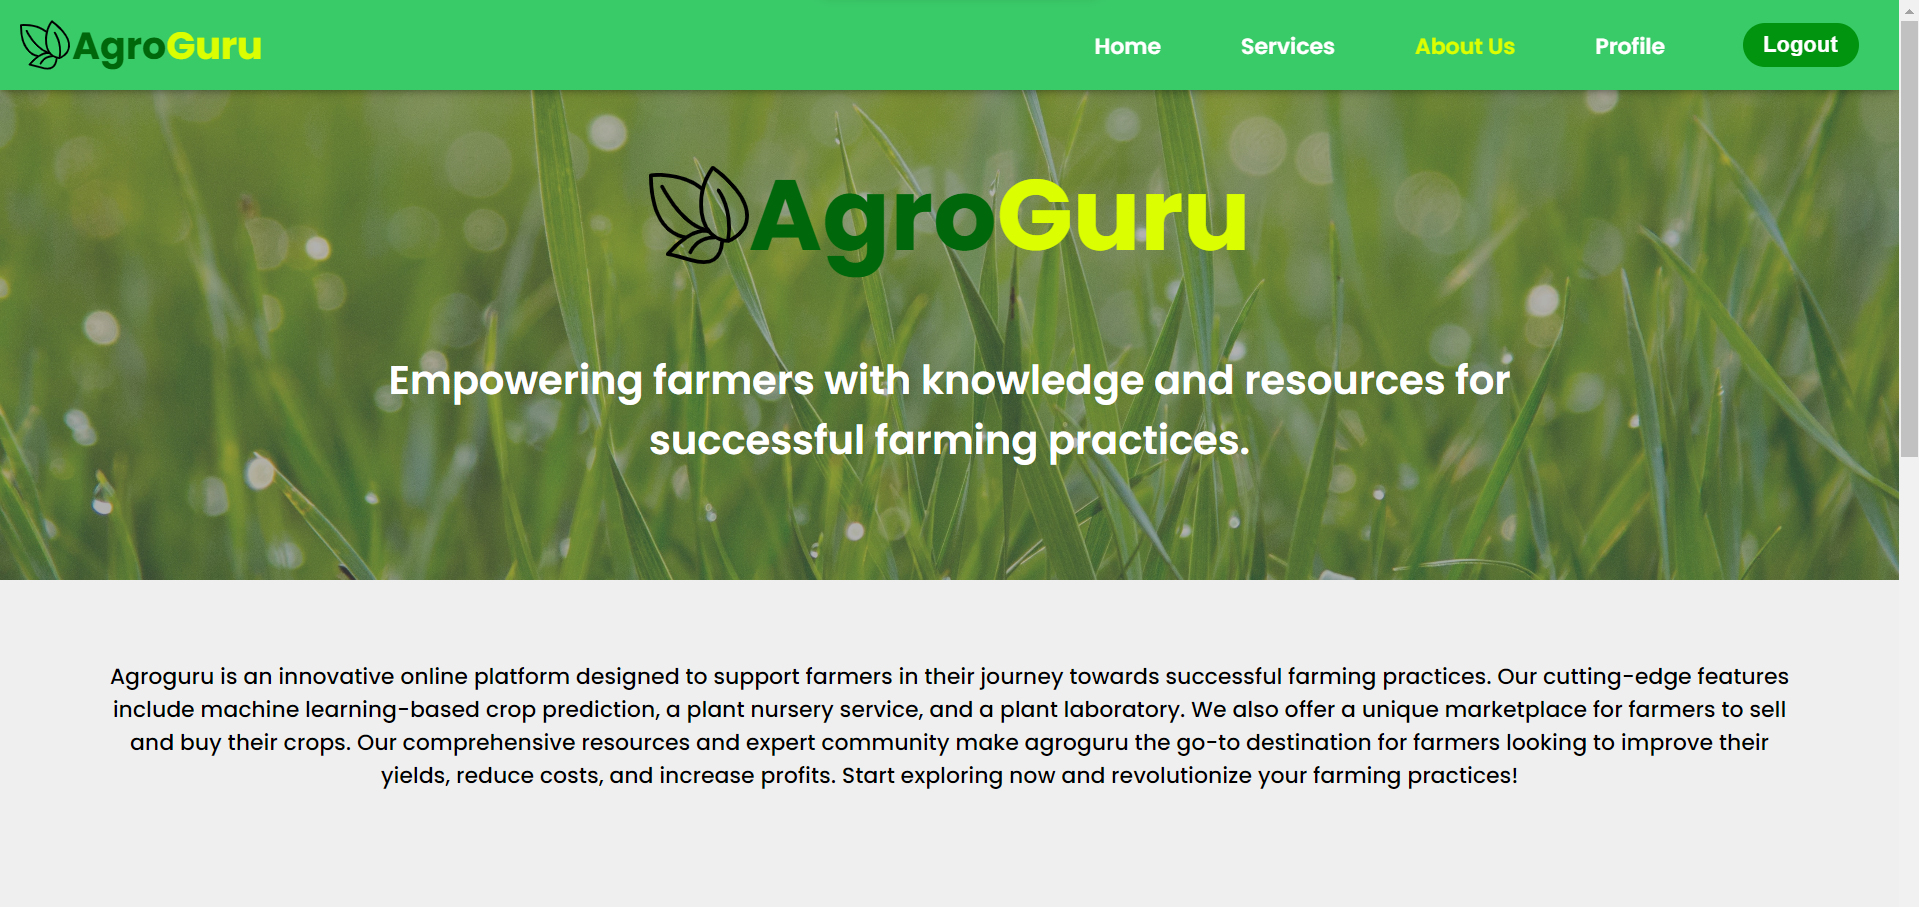 AgroGuru
Home Services About Us Profile Logout
AgroGuru
Empowering farmers with knowledge and resources for
successful farming practices.
Agroguru is an innovative online platform designed to support farmers in their journey towards successful farming practices. Our cutting-edge features
include machine learning-based crop prediction, a plant nursery service, and a plant laboratory. We also offer a unique marketplace for farmers to sell
and buy their crops. Our comprehensive resources and expert community make agroguru the go-to destination for farmers looking to improve their
yields, reduce costs, and increase profits. Start exploring now and revolutionize your farming practices!